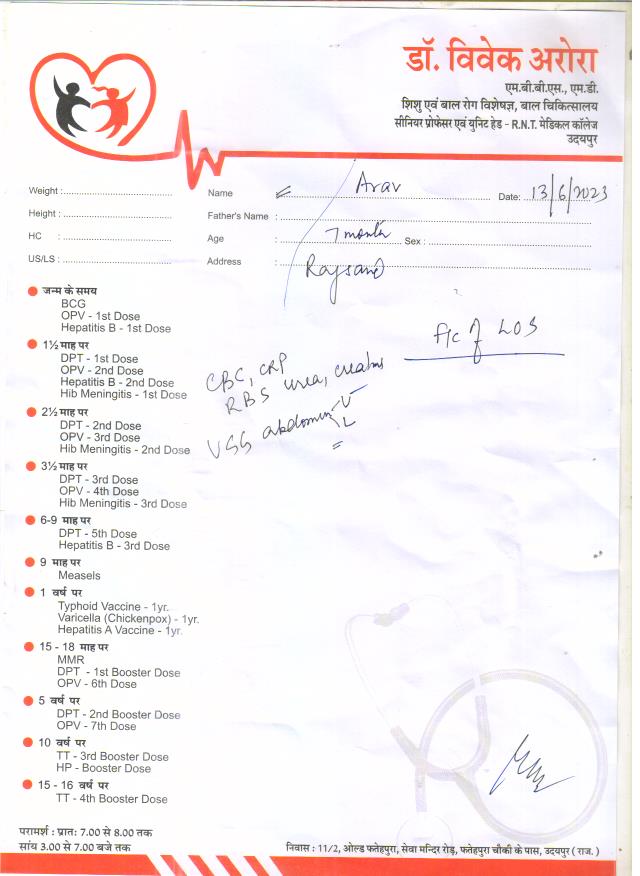 डॉ. विवेक अरोरा
एम.बी.बी.एस., एम.डी.
शिशु एवं बाल रोग विशेषज्ञ, बाल चिकित्सालय
सीनियर प्रोफेसर एवं युनिट हेड - R.N.T. मेडिकल कॉलेज
उदयपुर
Weight :
Name Arav Date: 13/6/2023
Height :
Father's Name :
HC :
Age : 7 months Sex :
US/LS :
Address :
जन्म के समय
BCG
OPV - 1st Dose
Hepatitis B - 1st Dose
f/c of LOS
1½ माह पर
DPT - 1st Dose
OPV - 2nd Dose
Hepatitis B - 2nd Dose
Hib Meningitis - 1st Dose
CBC, CRP
RBS urea,
2½ माह पर
DPT - 2nd Dose
OPV - 3rd Dose
Hib Meningitis - 2nd Dose
abdomen
3½ माह पर
DPT - 3rd Dose
OPV - 4th Dose
Hib Meningitis - 3rd Dose
6-9 माह पर
DPT - 5th Dose
Hepatitis B - 3rd Dose
9 माह पर
Measels
1 वर्ष पर
Typhoid Vaccine - 1yr.
Varicella (Chickenpox) - 1yr.
Hepatitis A Vaccine - 1yr.
15 - 18 माह पर
MMR
DPT - 1st Booster Dose
OPV - 6th Dose
5 वर्ष पर
DPT - 2nd Booster Dose
OPV - 7th Dose
10 वर्ष पर
TT - 3rd Booster Dose
HP - Booster Dose
15 - 16 वर्ष पर
TT - 4th Booster Dose
परामर्श : प्रात: 7.00 से 8.00 तक
सांय 3.00 से 7.00 बजे तक
निवास : 11/2, ओल्ड फतेहपुरा, सेवा मन्दिर रोड़, फतेहपुरा चौकी के पास, उदयपुर ( राज. )